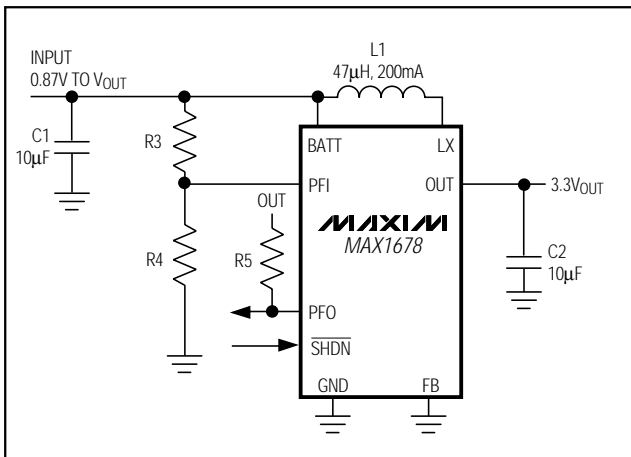 INPUT
0.87V TO VOUT
L1
47µH, 200mA
C1
10µF
R3
BATT
LX
PFI
OUT
3.3VOUT
OUT
MAXIM
MAX1678
R4
R5
C2
10µF
PFO
SHDN
GND
FB